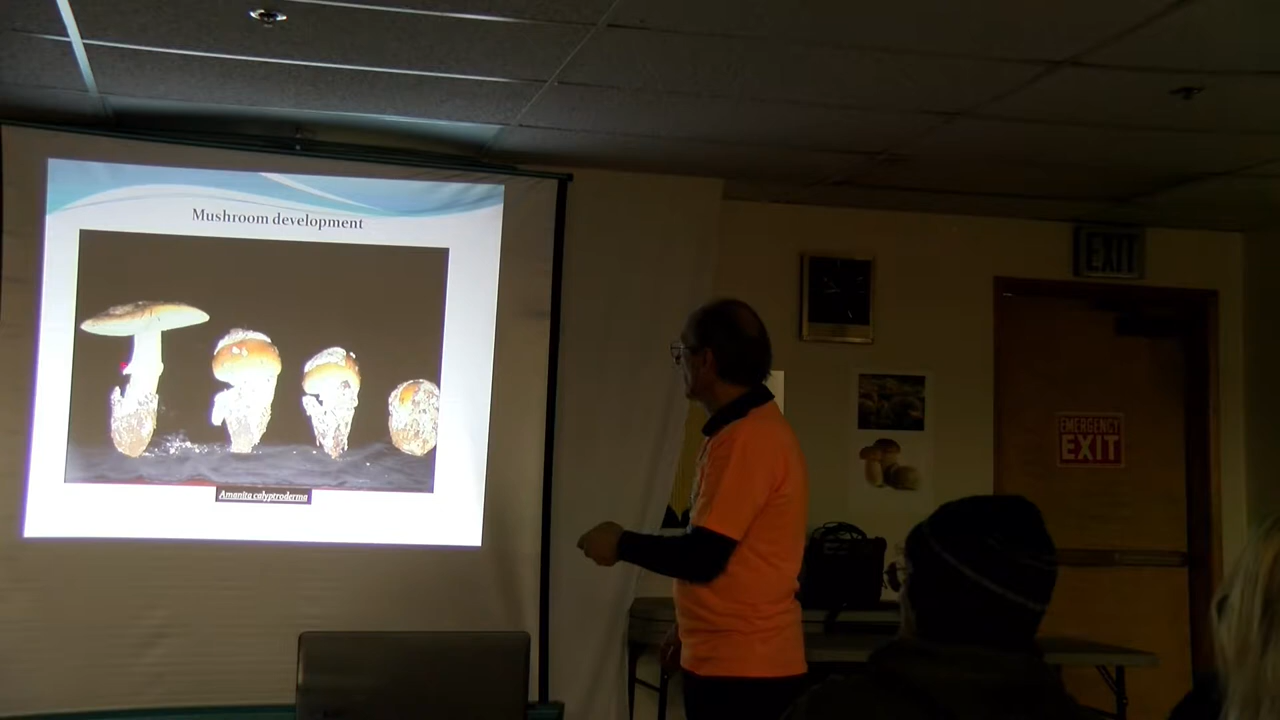 Mushroom development
Amanita calyptroderma
EXIT
EMERGENCY
EXIT